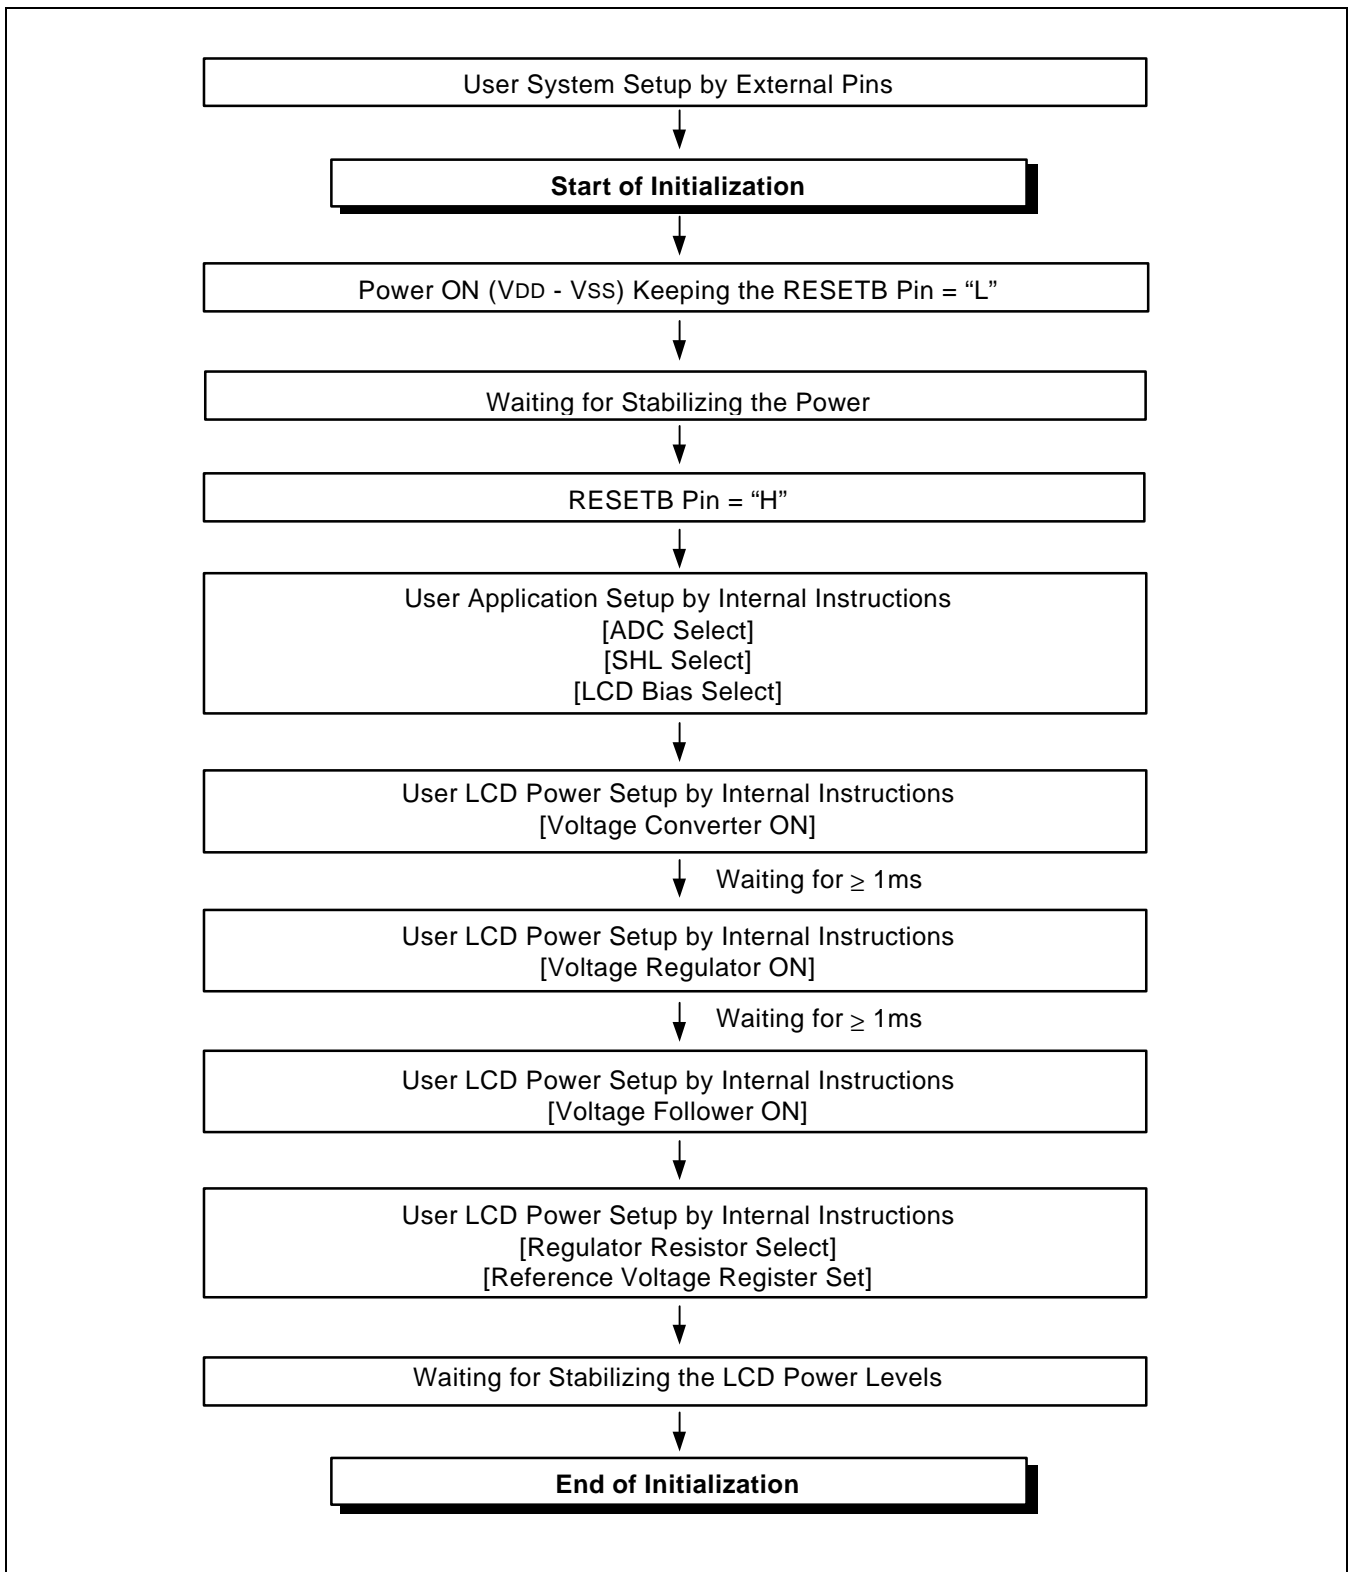 User System Setup by External Pins
Start of Initialization
Power ON (VDD - VSS) Keeping the RESETB Pin = “L”
Waiting for Stabilizing the Power
RESETB Pin = “H”
User Application Setup by Internal Instructions
[ADC Select]
[SHL Select]
[LCD Bias Select]
User LCD Power Setup by Internal Instructions
[Voltage Converter ON]
Waiting for ≥ 1ms
User LCD Power Setup by Internal Instructions
[Voltage Regulator ON]
Waiting for ≥ 1ms
User LCD Power Setup by Internal Instructions
[Voltage Follower ON]
User LCD Power Setup by Internal Instructions
[Regulator Resistor Select]
[Reference Voltage Register Set]
Waiting for Stabilizing the LCD Power Levels
End of Initialization